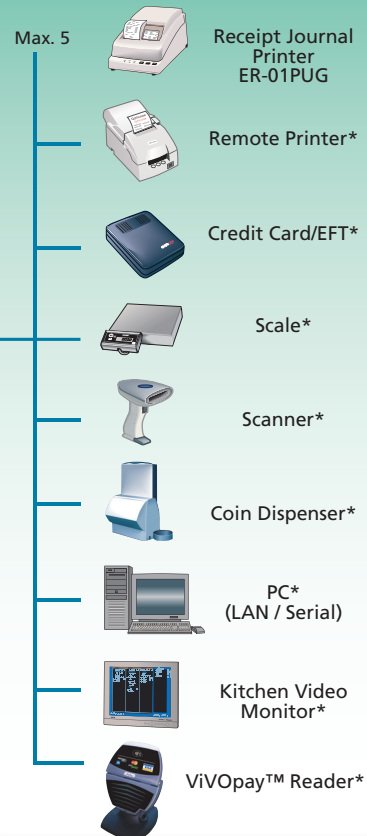 Max. 5
Receipt Journal
Printer
ER-01PUG
Remote Printer*
Credit Card/EFT*
Scale*
Scanner*
Coin Dispenser*
PC*
(LAN / Serial)
Kitchen Video
Monitor*
ViVOpay™ Reader*